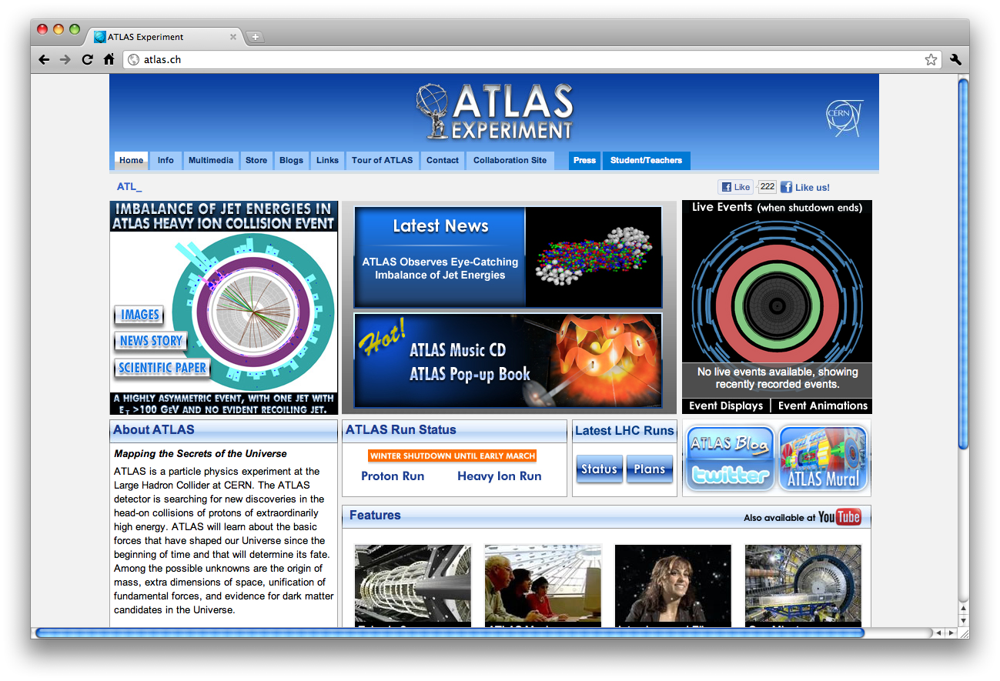 ATLAS Experiment
atlas.ch
ATLAS
EXPERIMENT
CERN
Home Info Multimedia Store Blogs Links Tour of ATLAS Contact Collaboration Site Press Student/Teachers
ATL_
Like 222 Like us!
IMBALANCE OF JET ENERGIES IN
ATLAS HEAVY ION COLLISION EVENT
IMAGES
NEWS STORY
SCIENTIFIC PAPER
A HIGHLY ASYMMETRIC EVENT, WITH ONE JET WITH
E T >100 GEV AND NO EVIDENT RECOILING JET.
Latest News
ATLAS Observes Eye-Catching
Imbalance of Jet Energies
Hot!
ATLAS Music CD
ATLAS Pop-up Book
Live Events (when shutdown ends)
No live events available, showing
recently recorded events.
Event Displays | Event Animations
About ATLAS
Mapping the Secrets of the Universe
ATLAS is a particle physics experiment at the
Large Hadron Collider at CERN. The ATLAS
detector is searching for new discoveries in the
head-on collisions of protons of extraordinarily
high energy. ATLAS will learn about the basic
forces that have shaped our Universe since the
beginning of time and that will determine its fate.
Among the possible unknowns are the origin of
mass, extra dimensions of space, unification of
fundamental forces, and evidence for dark matter
candidates in the Universe.
ATLAS Run Status
WINTER SHUTDOWN UNTIL EARLY MARCH
Proton Run Heavy Ion Run
Latest LHC Runs
Status Plans
ATLAS Blog
twitter
ATLAS Mural
Features
Also available at YouTube